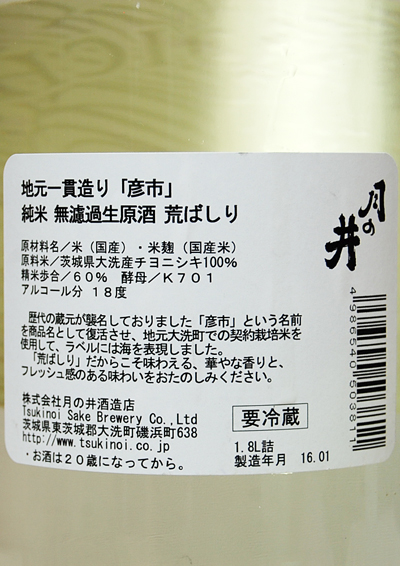 地元一貫造り「彦市」
純米 無濾過生原酒 荒ばしり
原材料名／米（国産）・米麹（国産米）
原料米／茨城県大洗産チヨニシキ100％
精米歩合／６０％　酵母／Ｋ７０１
アルコール分 １８度
歴代の蔵元が襲名しておりました「彦市」という名前
を商品名として復活させ、地元大洗町での契約栽培米を
使用して、ラベルには海を表現しました。
「荒ばしり」だからこそ味わえる、華やな香りと、
フレッシュ感のある味わいをおたのしみください。
株式会社月の井酒造店
Tsukinoi Sake Brewery Co.,Ltd
茨城県東茨城郡大洗町磯浜町638
http://www.tsukinoi.co.jp
・お酒は２０歳になってから。
月の井
4986540503811
要冷蔵
1.8L詰
製造年月　16.01